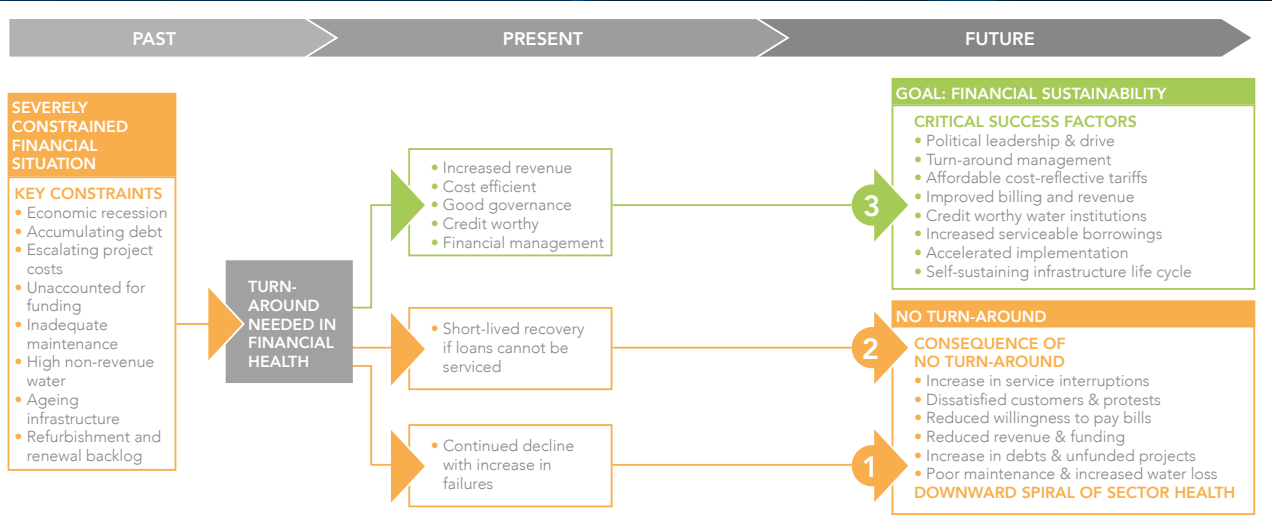 PAST
PRESENT
FUTURE
SEVERELY
CONSTRAINED
FINANCIAL
SITUATION
KEY CONSTRAINTS
• Economic recession
• Accumulating debt
• Escalating project
costs
• Unaccounted for
funding
• Inadequate
maintenance
• High non-revenue
water
• Ageing
infrastructure
• Refurbishment and
renewal backlog
TURN-
AROUND
NEEDED IN
FINANCIAL
HEALTH
• Increased revenue
• Cost efficient
• Good governance
• Credit worthy
• Financial management
• Short-lived recovery
if loans cannot be
serviced
• Continued decline
with increase in
failures
3
GOAL: FINANCIAL SUSTAINABILITY
CRITICAL SUCCESS FACTORS
• Political leadership & drive
• Turn-around management
• Affordable cost-reflective tariffs
• Improved billing and revenue
• Credit worthy water institutions
• Increased serviceable borrowings
• Accelerated implementation
• Self-sustaining infrastructure life cycle
2
1
NO TURN-AROUND
CONSEQUENCE OF
NO TURN-AROUND
• Increase in service interruptions
• Dissatisfied customers & protests
• Reduced willingness to pay bills
• Reduced revenue & funding
• Increase in debts & unfunded projects
• Poor maintenance & increased water loss
DOWNWARD SPIRAL OF SECTOR HEALTH